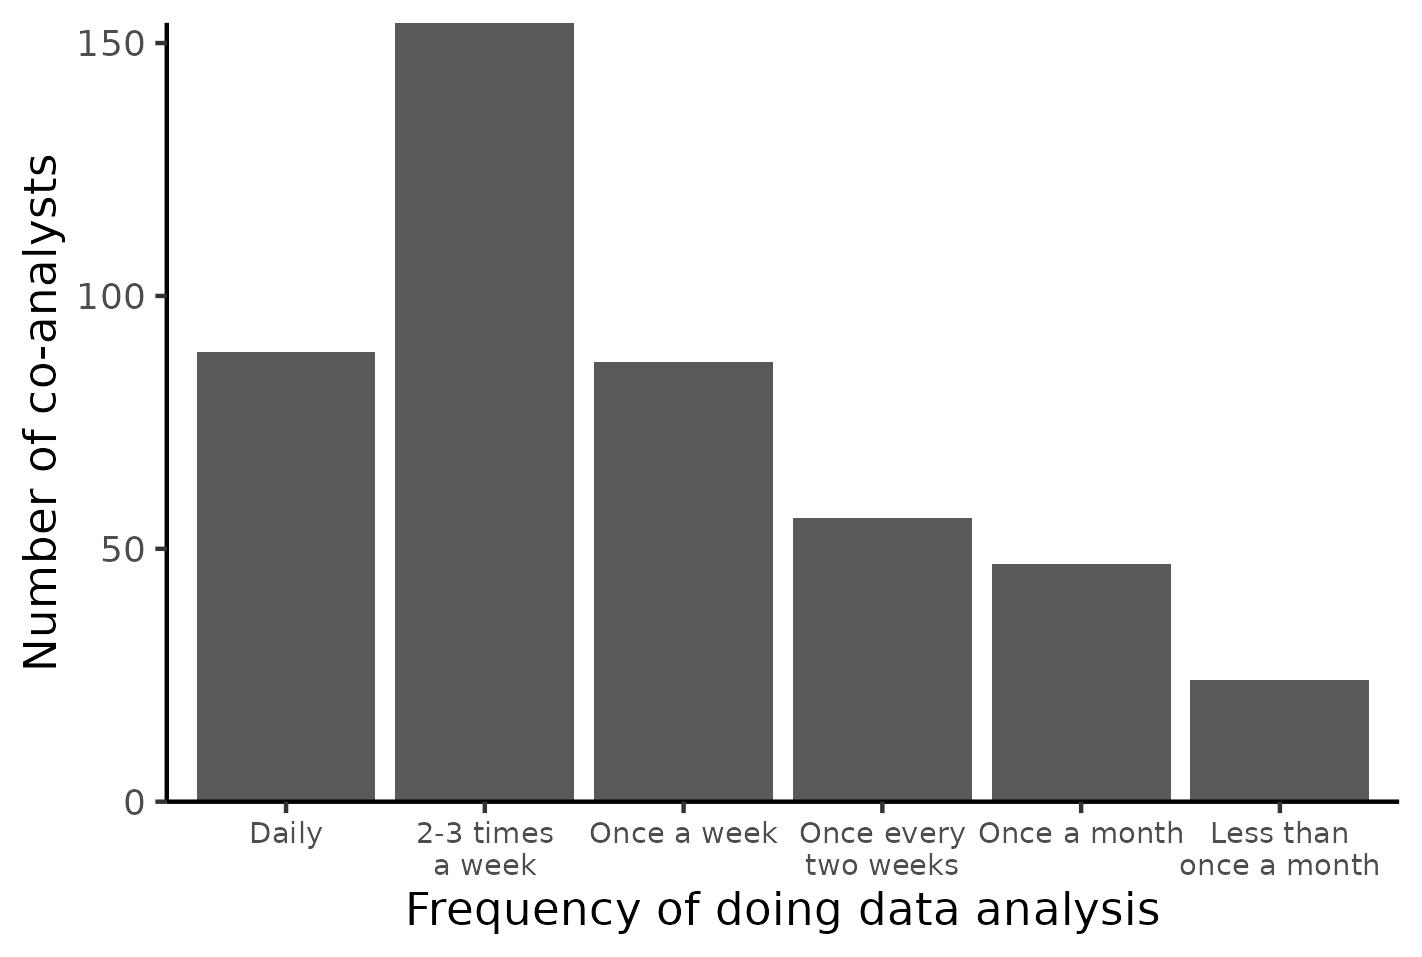 Number of co-analysts
150
100
50
0
Daily
2-3 times
a week
Once a week
Once every
two weeks
Once a month
Less than
once a month
Frequency of doing data analysis